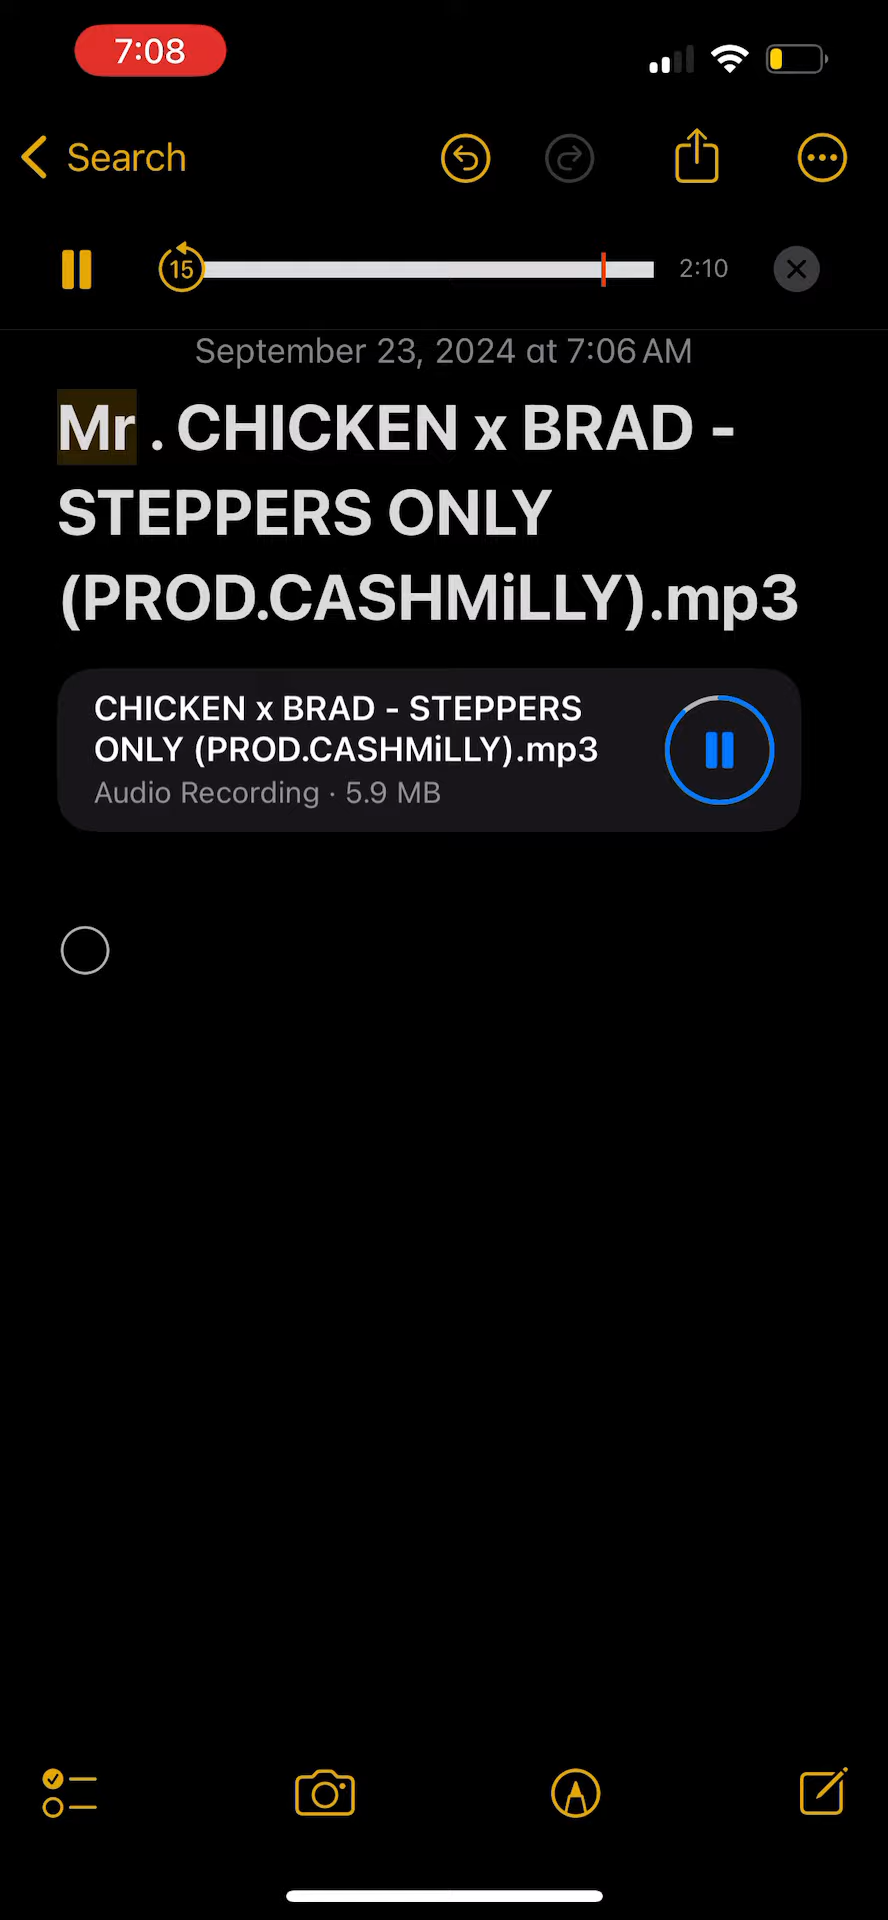 7:08
Search
15
2:10
September 23, 2024 at 7:06 AM
Mr . CHICKEN x BRAD -
STEPPERS ONLY
(PROD.CASHMiLLY).mp3
CHICKEN x BRAD - STEPPERS
ONLY (PROD.CASHMiLLY).mp3
Audio Recording · 5.9 MB